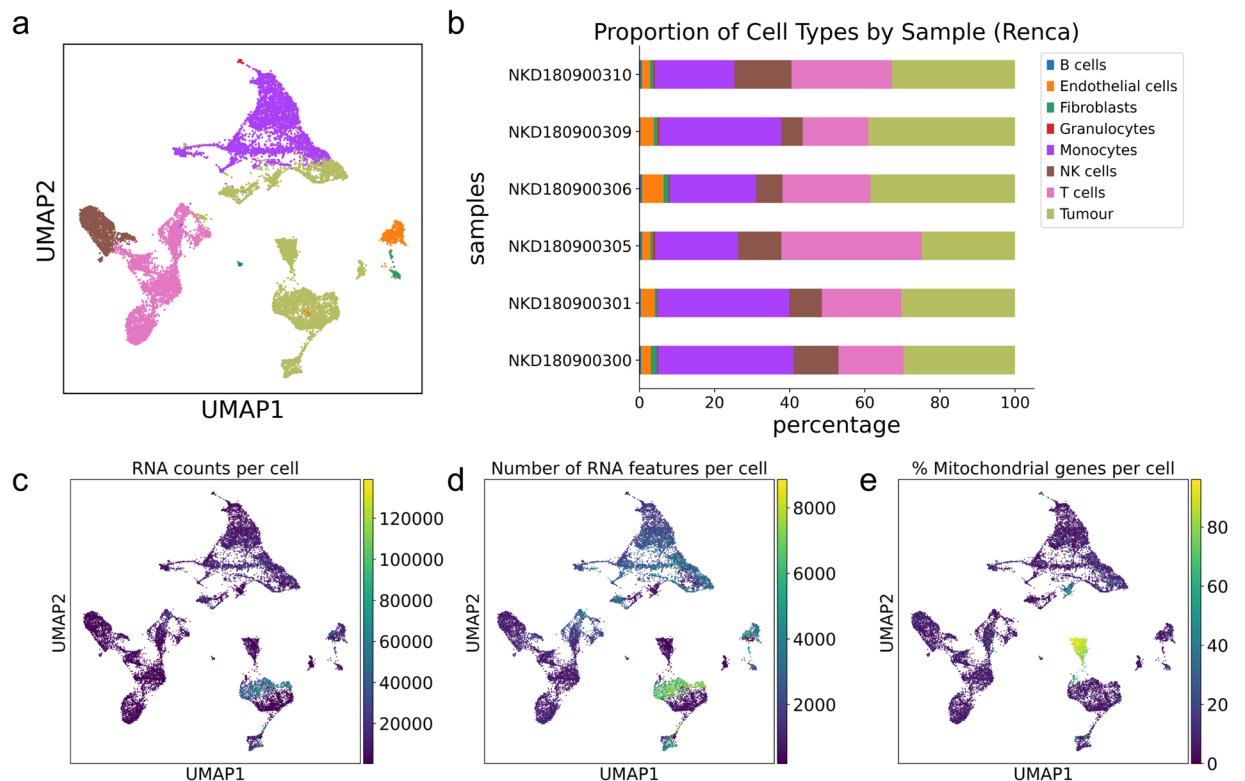 a
UMAP2
UMAP1
b
Proportion of Cell Types by Sample (Renca)
samples
NKD180900310
NKD180900309
NKD180900306
NKD180900305
NKD180900301
NKD180900300
0 20 40 60 80 100
percentage
B cells
Endothelial cells
Fibroblasts
Granulocytes
Monocytes
NK cells
T cells
Tumour
c
RNA counts per cell
UMAP2
UMAP1
120000
100000
80000
60000
40000
20000
d
Number of RNA features per cell
UMAP2
UMAP1
8000
6000
4000
2000
e
% Mitochondrial genes per cell
UMAP2
UMAP1
80
60
40
20
0